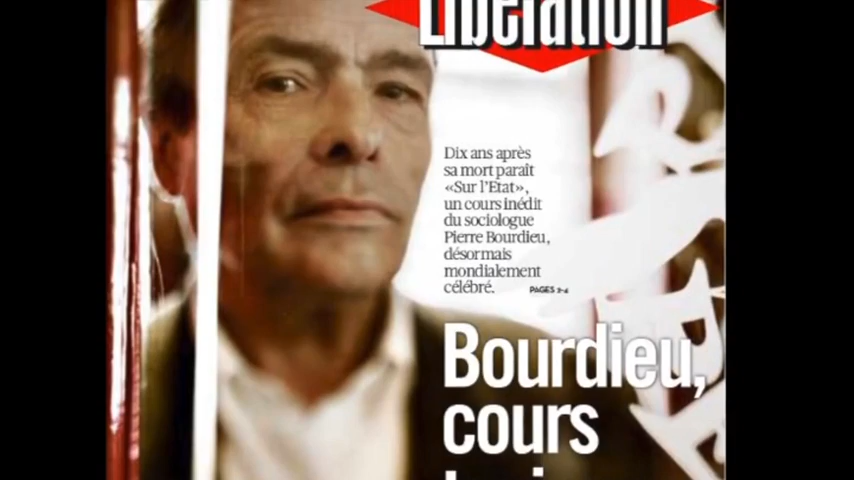 Libération
Dix ans après
sa mort paraît
«Sur l'Etat»,
un cours inédit
du sociologue
Pierre Bourdieu,
désormais
mondialement
célébré. PAGES 2-4
Bourdieu,
cours